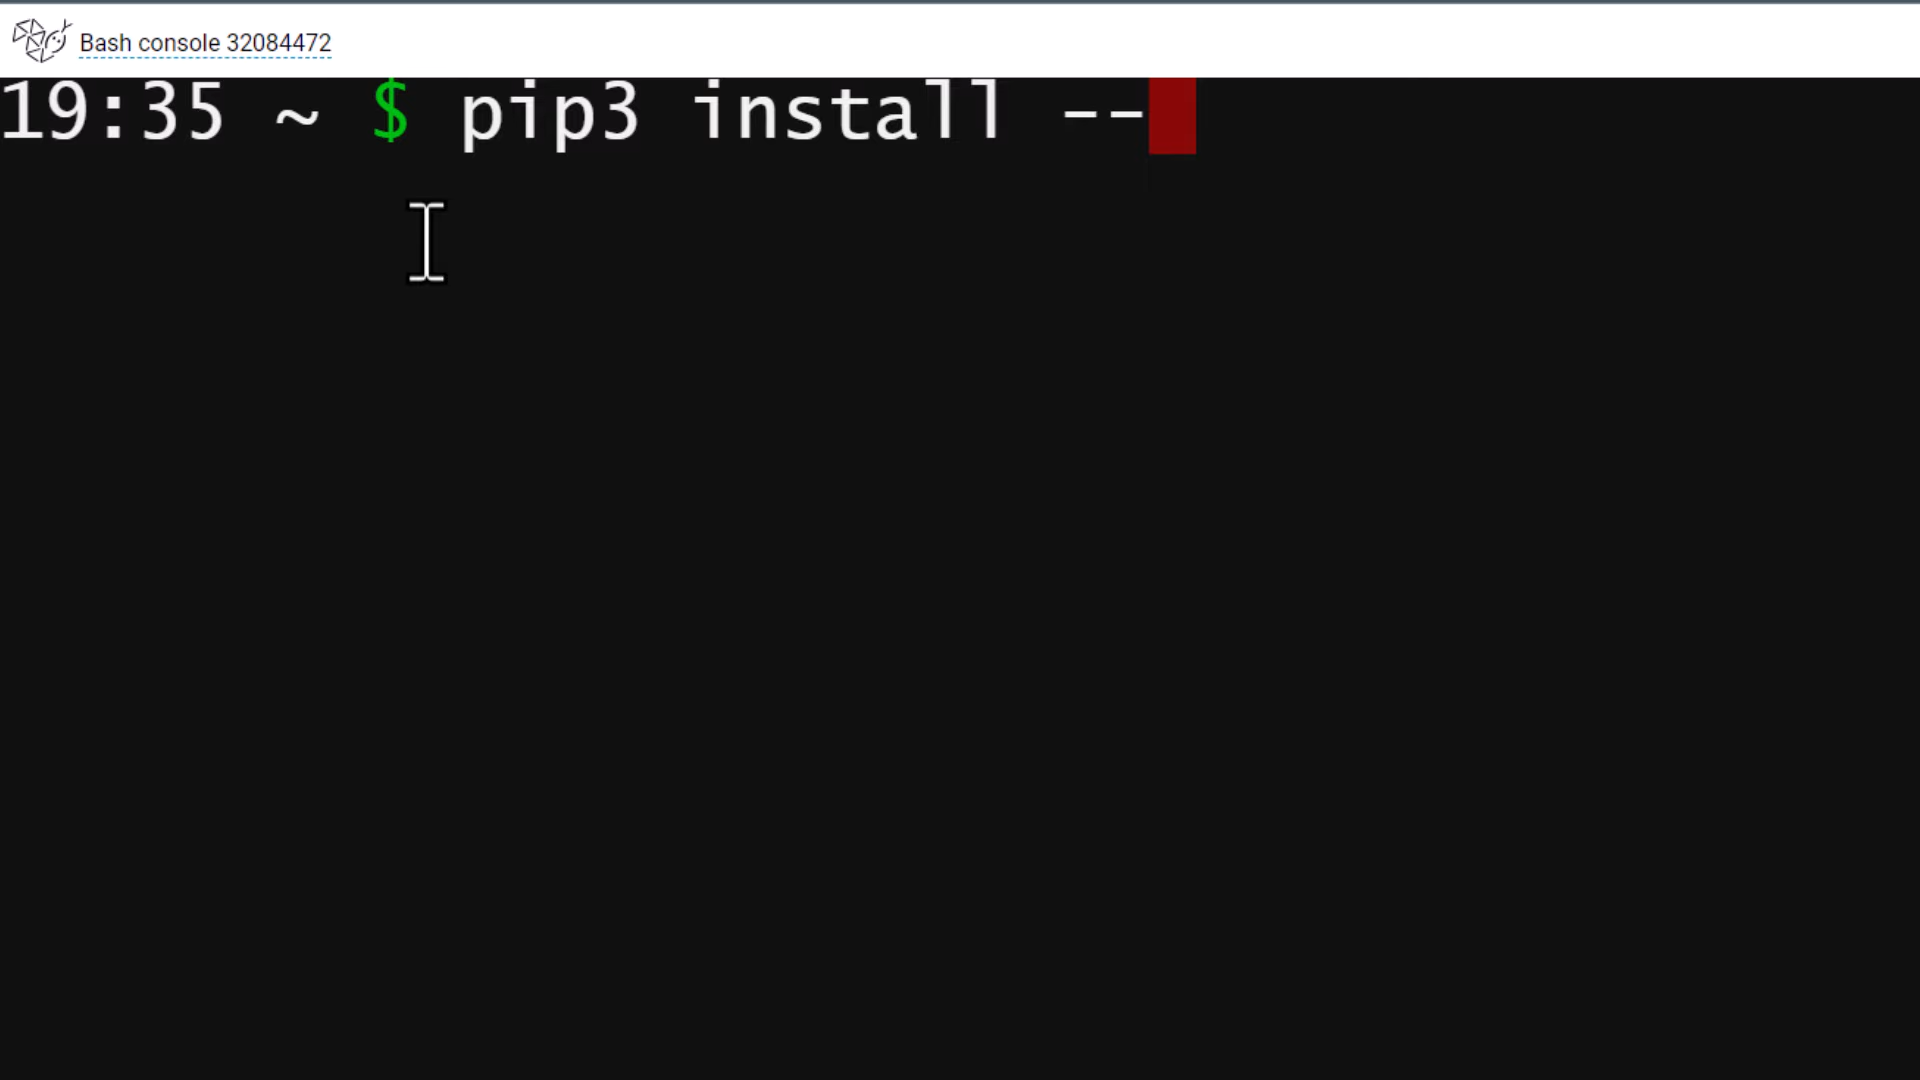 Bash console 32084472
19:35 ~ $ pip3 install --